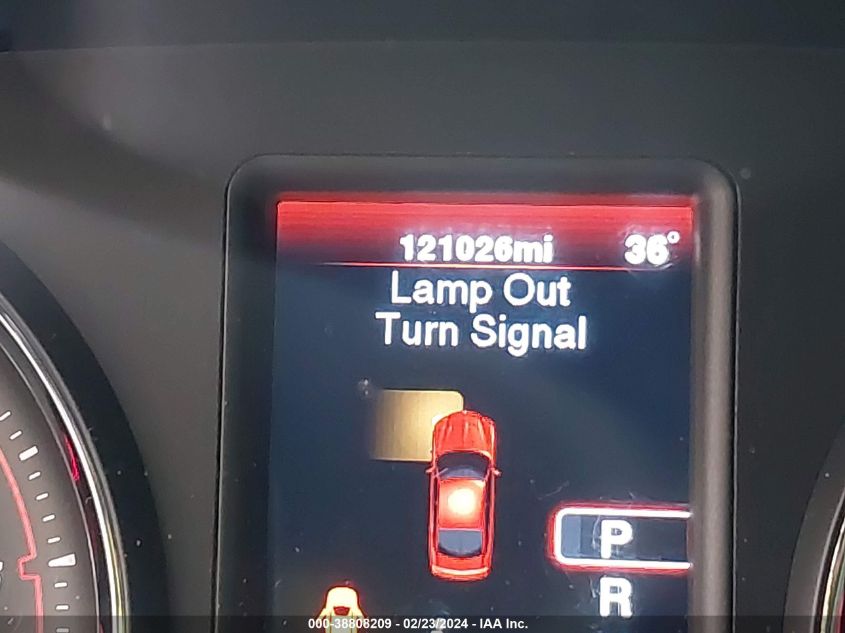 121026mi 36°
Lamp Out
Turn Signal
P
R
000-38808209 - 02/23/2024 - IAA Inc.